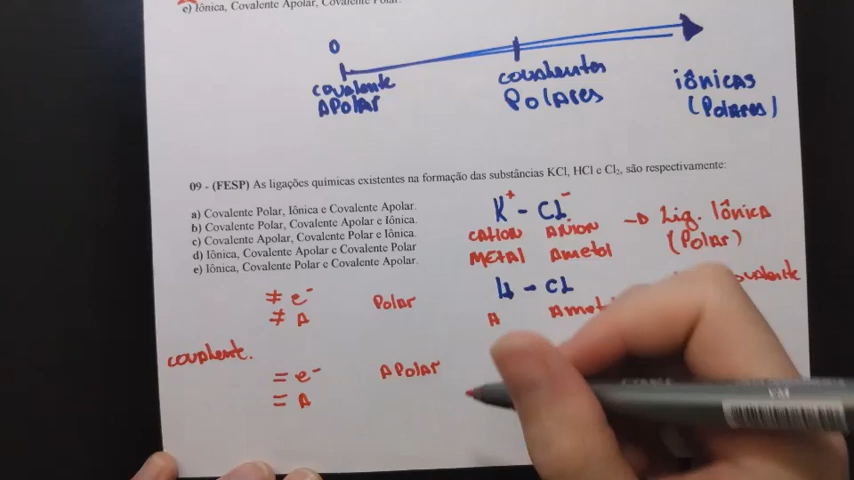 e) Iônica, Covalente Apolar, Covalente Polar.
0
covalente
Apolar
covalentes
Polares
iônicas
(Polares)
09 - (FESP) As ligações químicas existentes na formação das substâncias KCl, HCl e Cl₂, são respectivamente:
a) Covalente Polar, Iônica e Covalente Apolar.
b) Covalente Polar, Covalente Apolar e Iônica.
c) Covalente Apolar, Covalente Polar e Iônica.
d) Iônica, Covalente Apolar e Covalente Polar
e) Iônica, Covalente Polar e Covalente Apolar.
K⁺ - Cl⁻
CATION ANION
METAL Ametal
→ Lig. Iônica
(Polar)
H - Cl
A
≠ e⁻ Polar
≠ A
covalente.
= e⁻ APolar
= A